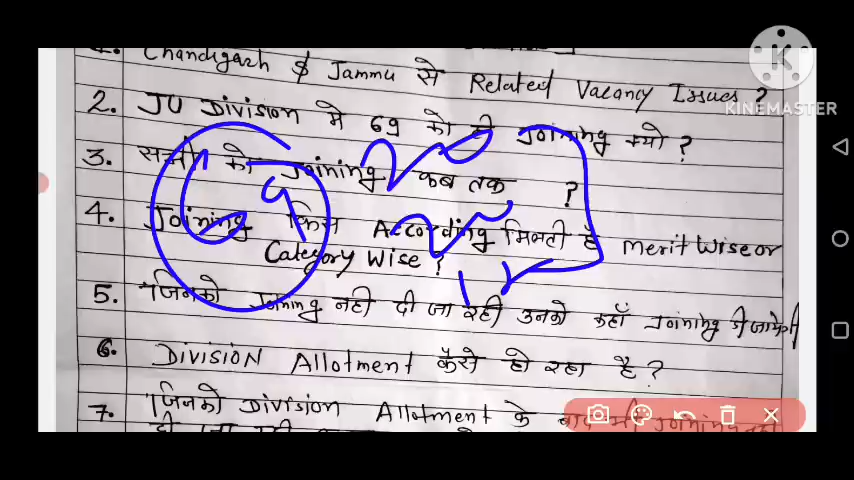 Chandigarh & Jammu से Related Vacancy Issues ?
KINEMASTER
2. JU Division मे 69 को ही Joining क्यो ?
3. सभी को Joining कब तक ?
4. Joining किस According मिलती है Merit Wise or
Category Wise ?
5. जिनको Joining नही दी जा रही उनको कहाँ Joining दी जायेगी
6. Division Allotment कैसे हो रहा है ?
7. जिनको Division Allotment के बाद भी Joining नही